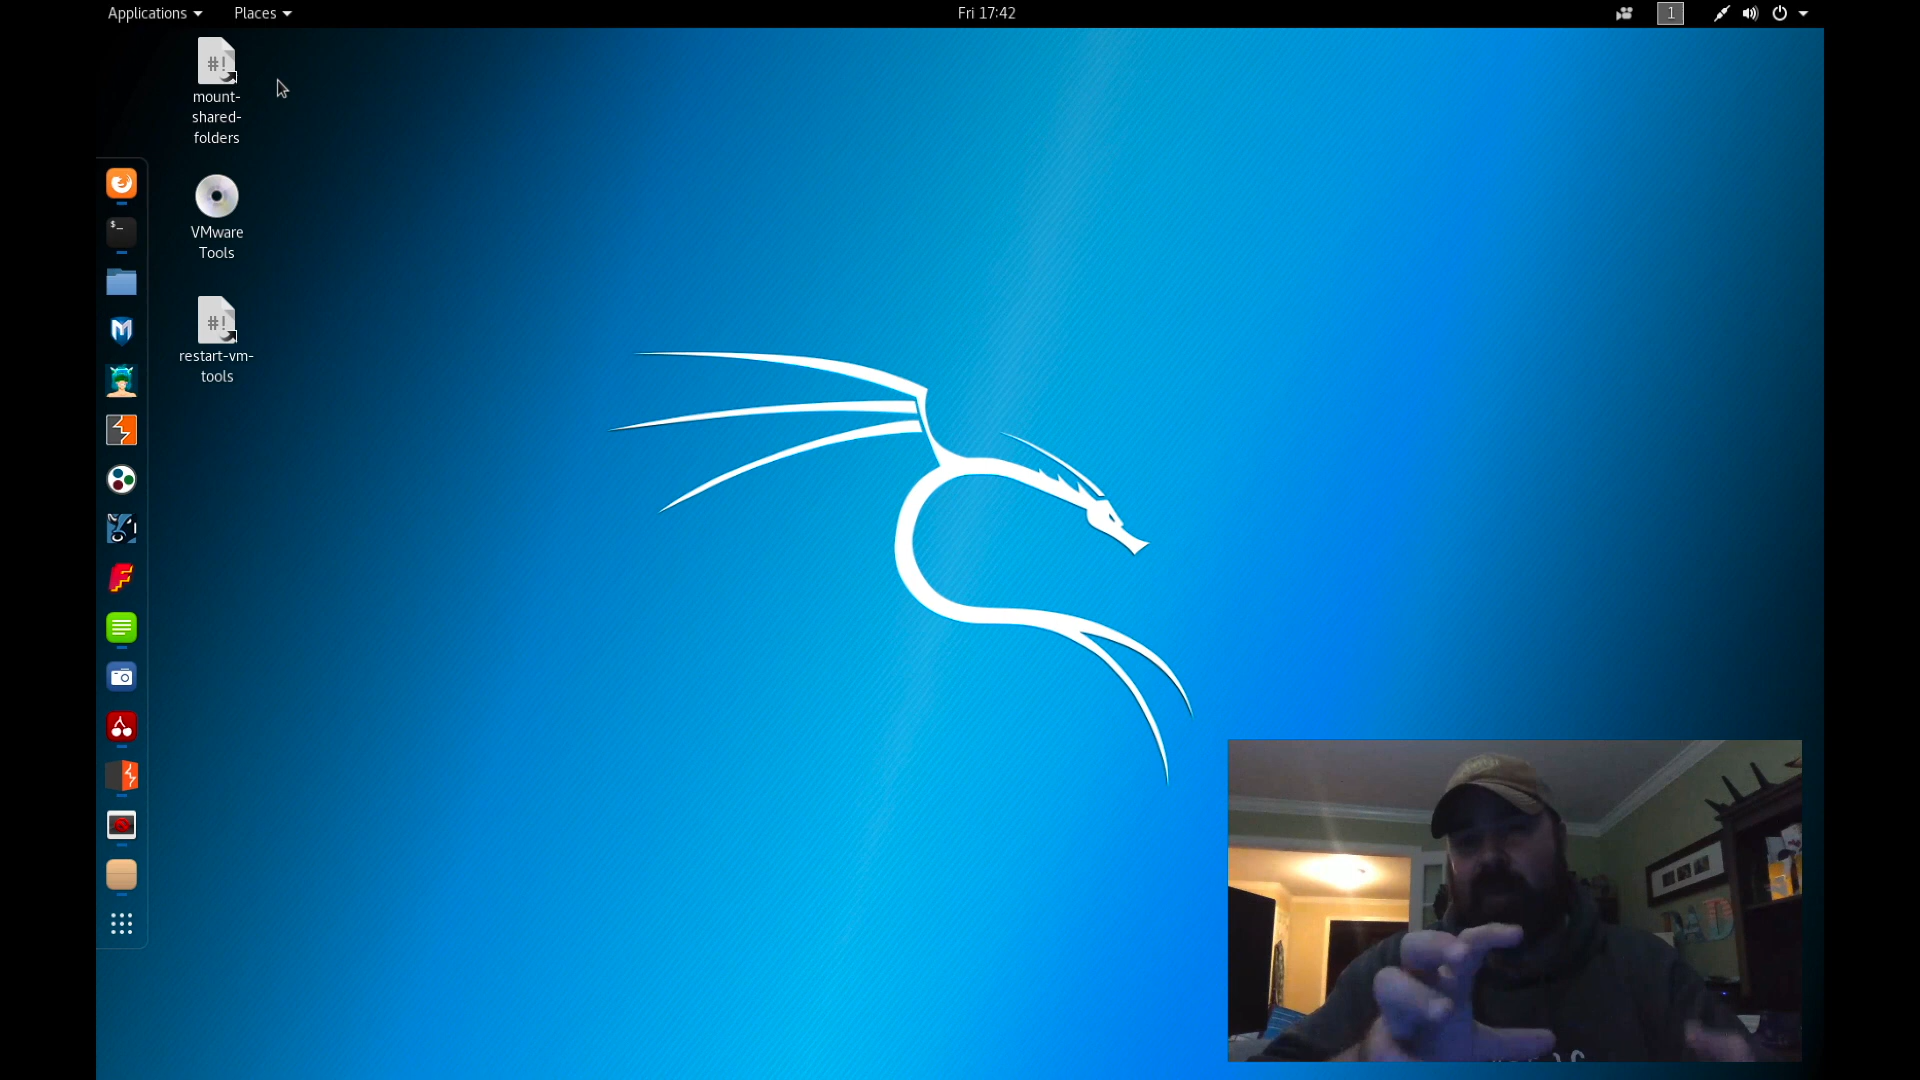 Applications
Places
Fri 17:42
1
#!
mount-
shared-
folders
$_
VMware
Tools
#!
restart-vm-
tools